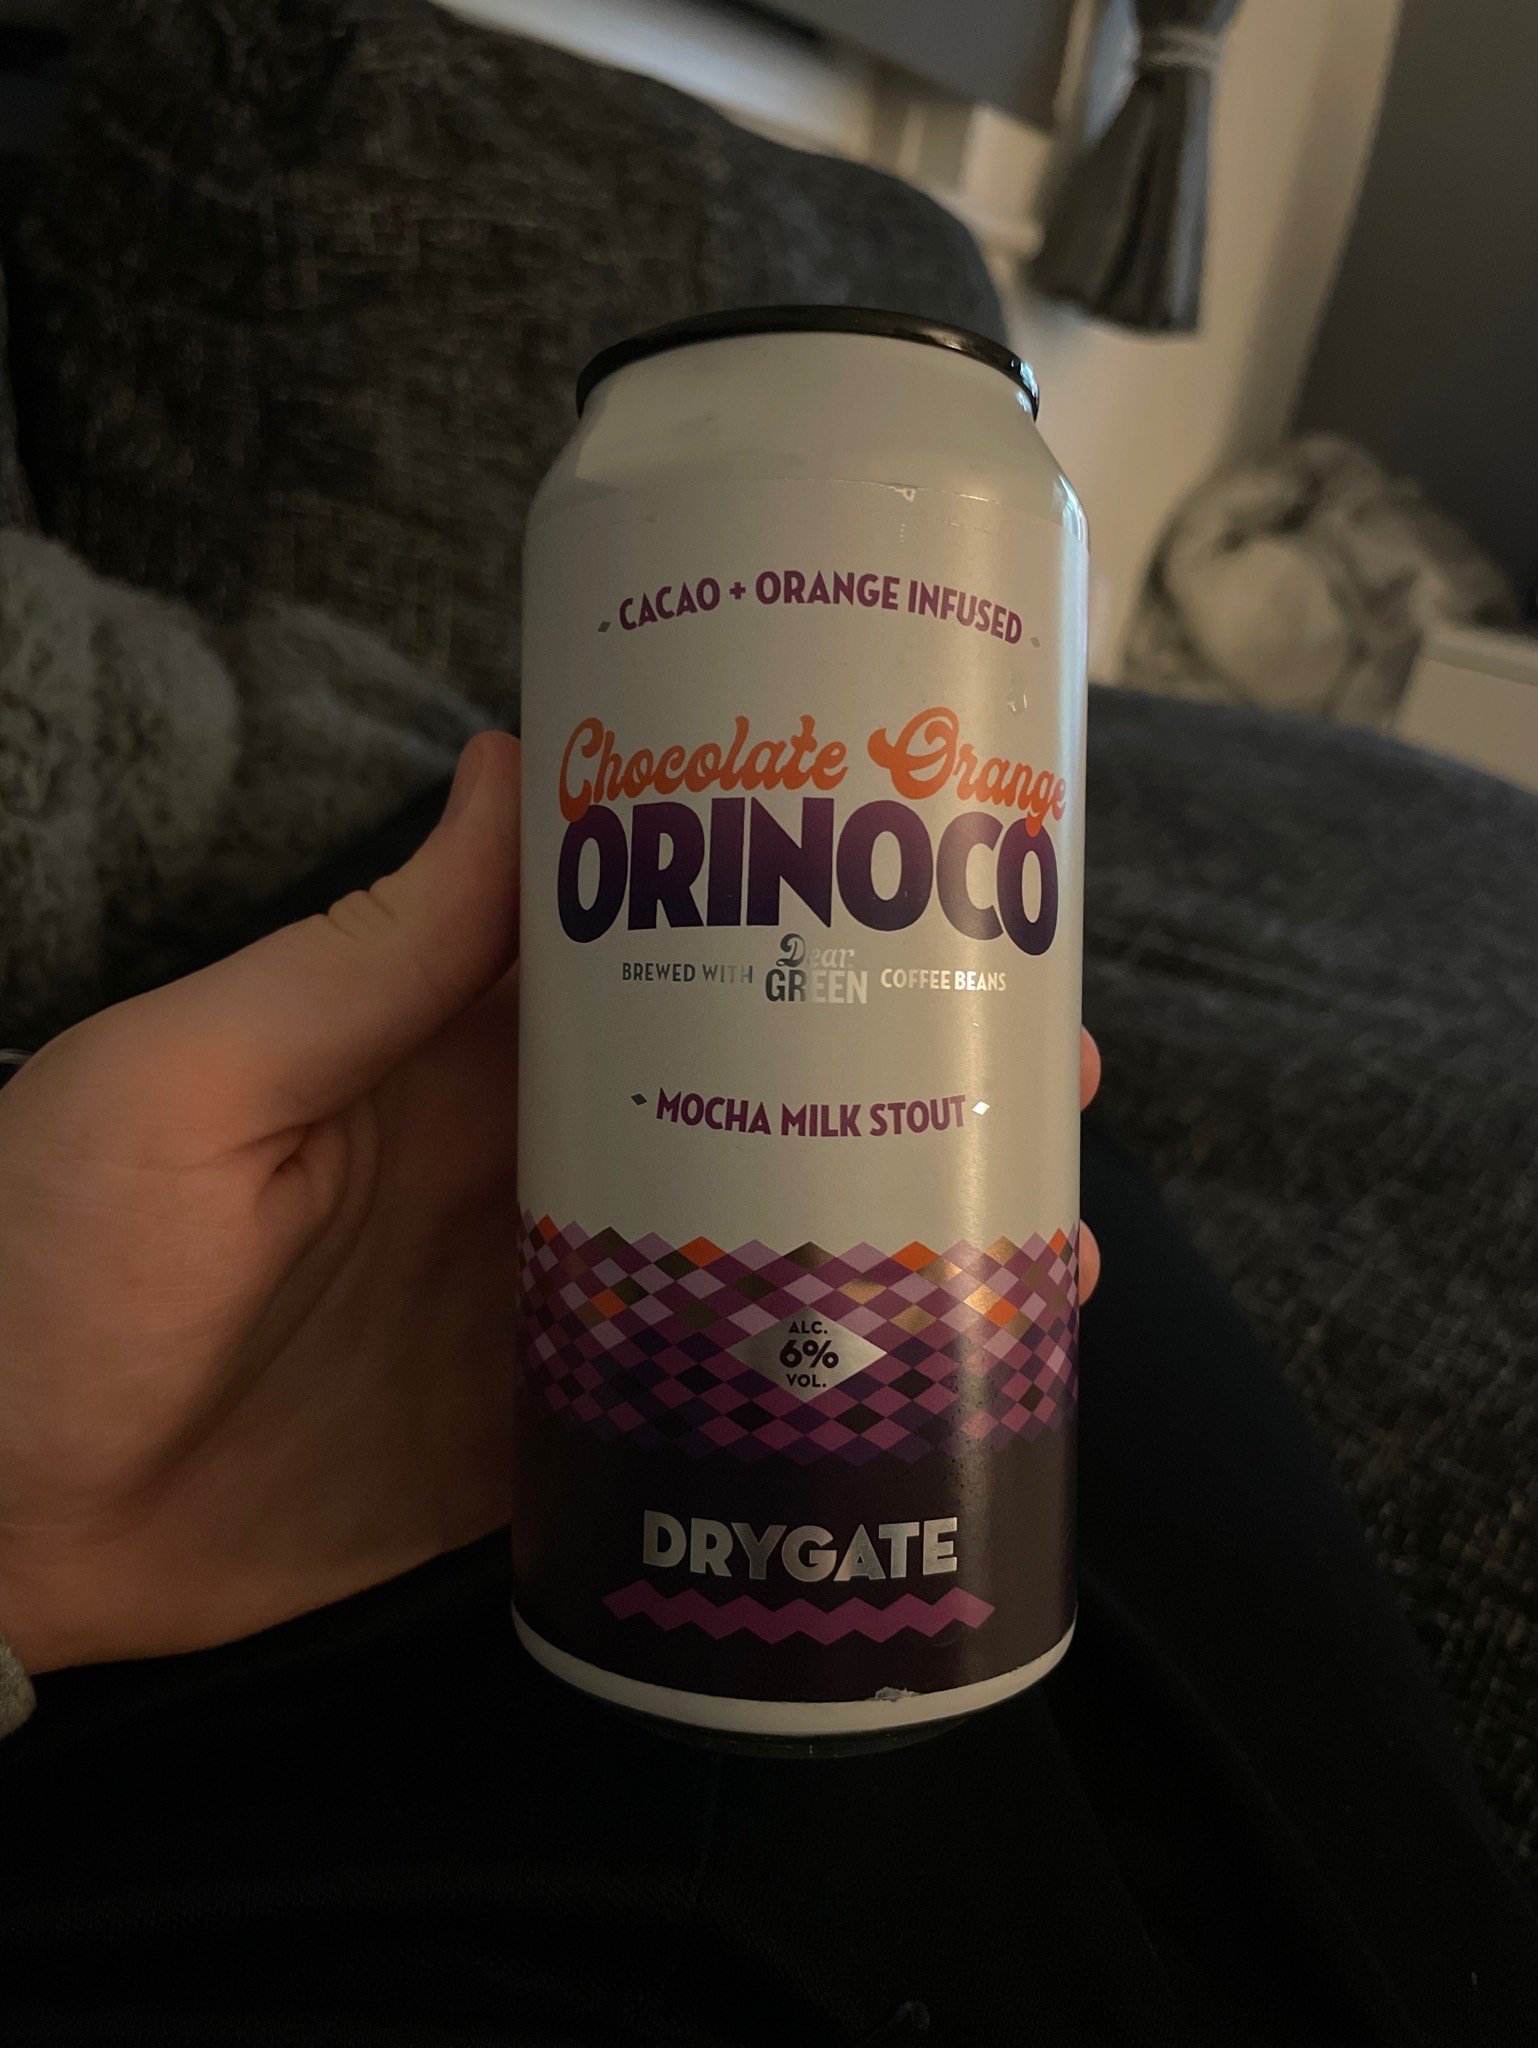 CACAO + ORANGE INFUSED
Chocolate Orange
ORINOCO
BREWED WITH Dear GREEN COFFEE BEANS
MOCHA MILK STOUT
ALC.
6%
VOL.
DRYGATE